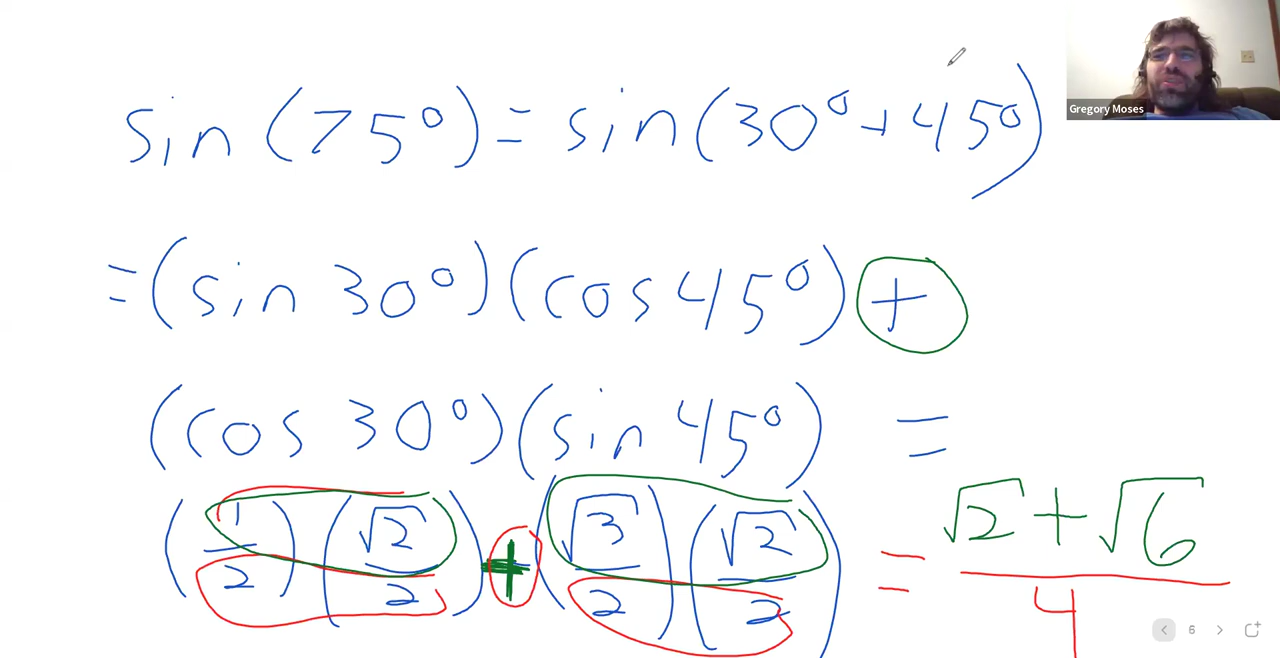 sin(75°) = sin(30° + 45°)
Gregory Moses
= (sin 30°)(cos 45°) +
(cos 30°)(sin 45°) =
(1/2)(√2/2) + (√3/2)(√2/2) = (√2 + √6)/4
6